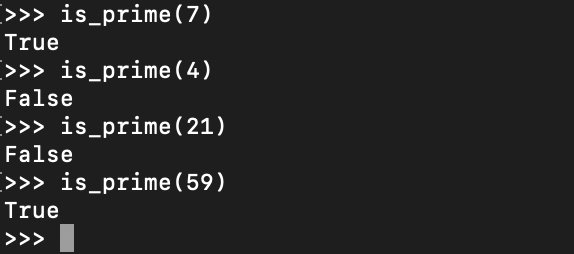 >>> is_prime(7)
True
>>> is_prime(4)
False
>>> is_prime(21)
False
>>> is_prime(59)
True
>>>